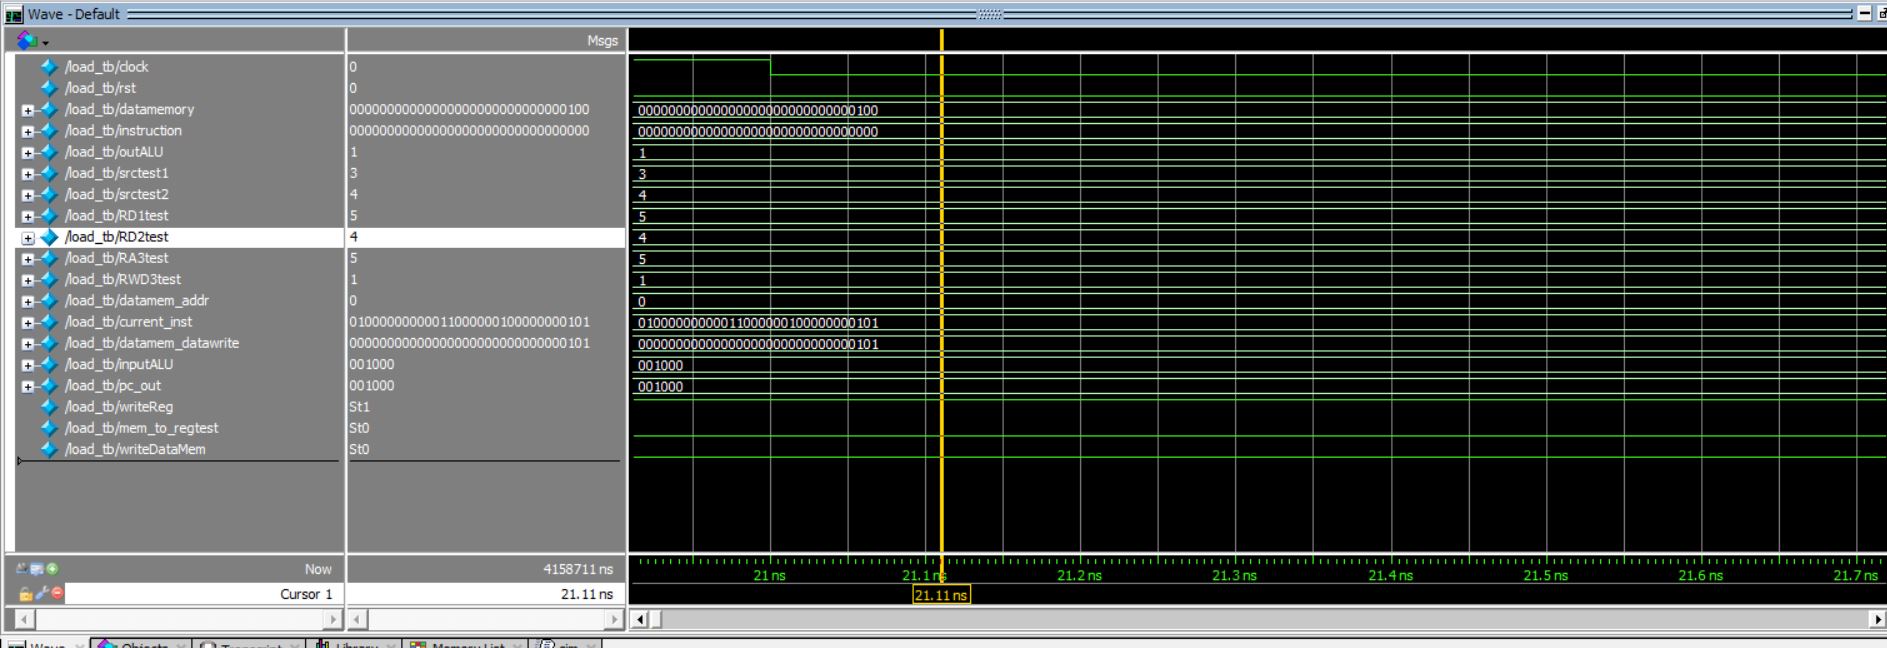 Wave - Default
Msgs
/load_tb/clock 0
/load_tb/rst 0
/load_tb/datamemory 00000000000000000000000000000100 00000000000000000000000000000100
/load_tb/instruction 00000000000000000000000000000000 00000000000000000000000000000000
/load_tb/outALU 1 1
/load_tb/srctest1 3 3
/load_tb/srctest2 4 4
/load_tb/RD1test 5 5
/load_tb/RD2test 4 4
/load_tb/RA3test 5 5
/load_tb/RWD3test 1 1
/load_tb/datamem_addr 0 0
/load_tb/current_inst 01000000000011000000100000000101 01000000000011000000100000000101
/load_tb/datamem_datawrite 00000000000000000000000000000101 00000000000000000000000000000101
/load_tb/inputALU 001000 001000
/load_tb/pc_out 001000 001000
/load_tb/writeReg St1
/load_tb/mem_to_regtest St0
/load_tb/writeDataMem St0
Now 4158711 ns 21 ns 21.1 ns 21.2 ns 21.3 ns 21.4 ns 21.5 ns 21.6 ns 21.7 ns
Cursor 1 21.11 ns 21.11 ns
Wave Objects Transcript Library Memory List sim